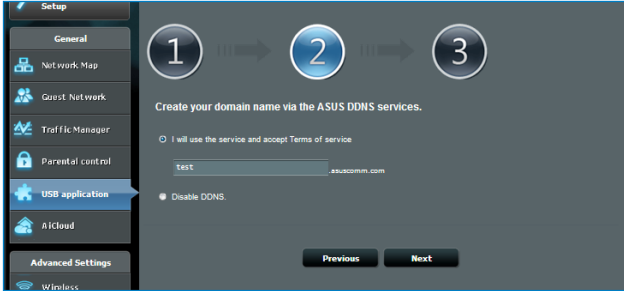 Setup
General
Network Map
Guest Network
Traffic Manager
Parental control
USB application
AiCloud
Advanced Settings
Wireless
1
2
3
Create your domain name via the ASUS DDNS services.
I will use the service and accept Terms of service
test
.asuscomm.com
Disable DDNS.
Previous
Next